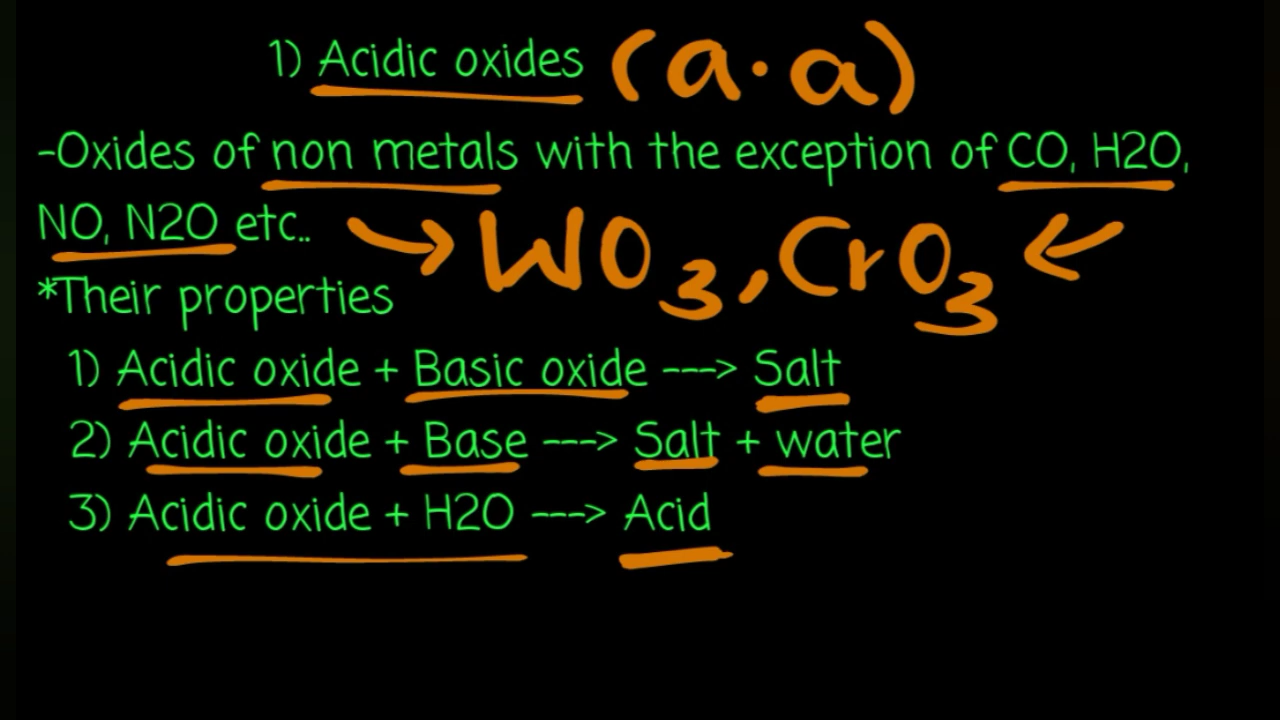 1) Acidic oxides (a.a)
-Oxides of non metals with the exception of CO, H2O,
NO, N2O etc.. → WO3, CrO3 ←
*Their properties
1) Acidic oxide + Basic oxide ---> Salt
2) Acidic oxide + Base ---> Salt + water
3) Acidic oxide + H2O ---> Acid